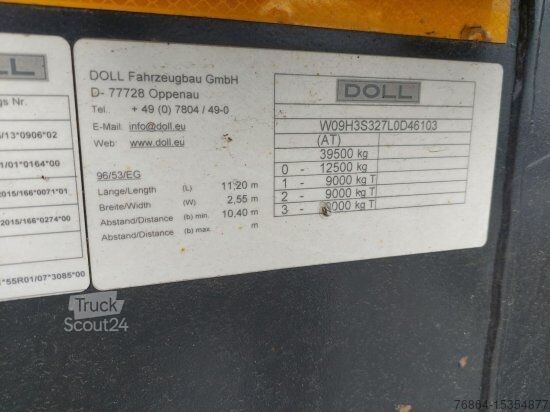 OLL
gs Nr.
/13*0906*02
/01/01*0164*00
2015/166*0071*01
2015/166*0274*00
*55R01/07*3085*00
DOLL Fahrzeugbau GmbH
D- 77728 Oppenau
Tel.. + 49 (0) 7804 / 49-0
E-Mail: info@doll.eu
Web: www.doll.eu
96/53/EG
Länge/Length (L) 11,20 m
Breite/Width (W) 2,55 m
Abstand/Distance (b) min. 10,40 m
Abstand/Distance (b) max m
DOLL
W09H3S327L0D46103
(AT)
39500 kg
0 - 12500 kg
1 - 9000 kg T
2 - 9000 kg T
3 - 9000 kg T
Truck
Scout24
76864-15354877